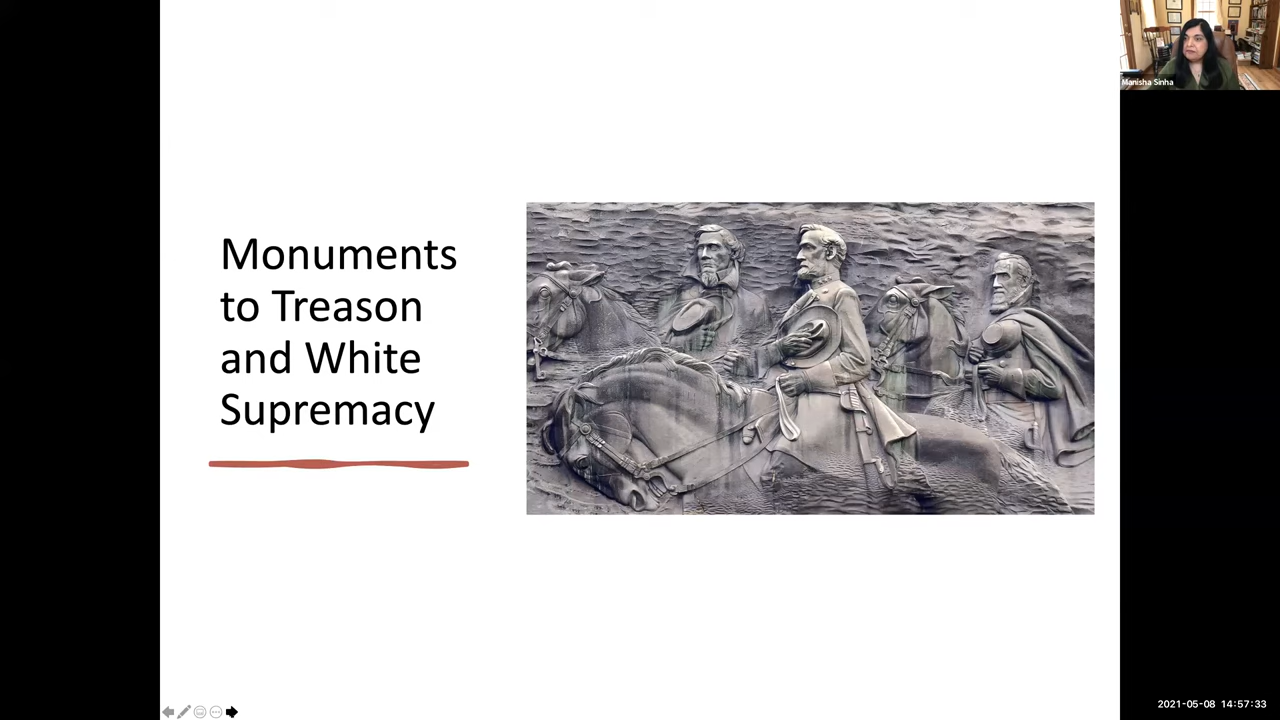 Manisha Sinha
Monuments
to Treason
and White
Supremacy
2021-05-08 14:57:33